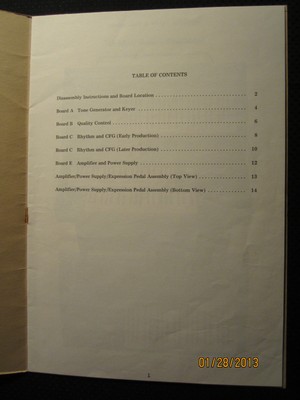 TABLE OF CONTENTS
Disassembly Instructions and Board Location .................. 2
Board A Tone Generator and Keyer .................. 4
Board B Quality Control .................. 6
Board C Rhythm and CFG (Early Production) .................. 8
Board C Rhythm and CFG (Later Production) .................. 10
Board E Amplifier and Power Supply .................. 12
Amplifier/Power Supply/Expression Pedal Assembly (Top View) .................. 13
Amplifier/Power Supply/Expression Pedal Assembly (Bottom View) .................. 14
01/28/2013